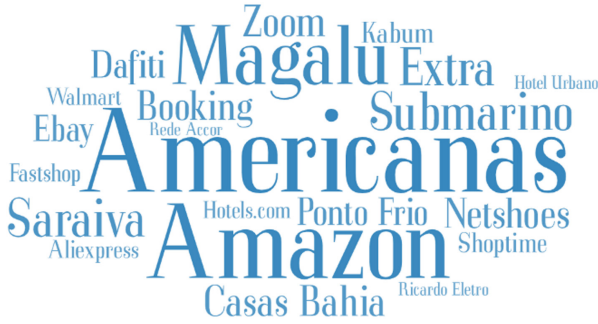 Zoom
Kabum
Dafiti
Magalu
Extra
Hotel Urbano
Walmart
Booking
Submarino
Ebay
Rede Accor
Americanas
Fastshop
Saraiva
Hotels.com
Ponto Frio
Netshoes
Aliexpress
Amazon
Shoptime
Casas Bahia
Ricardo Eletro